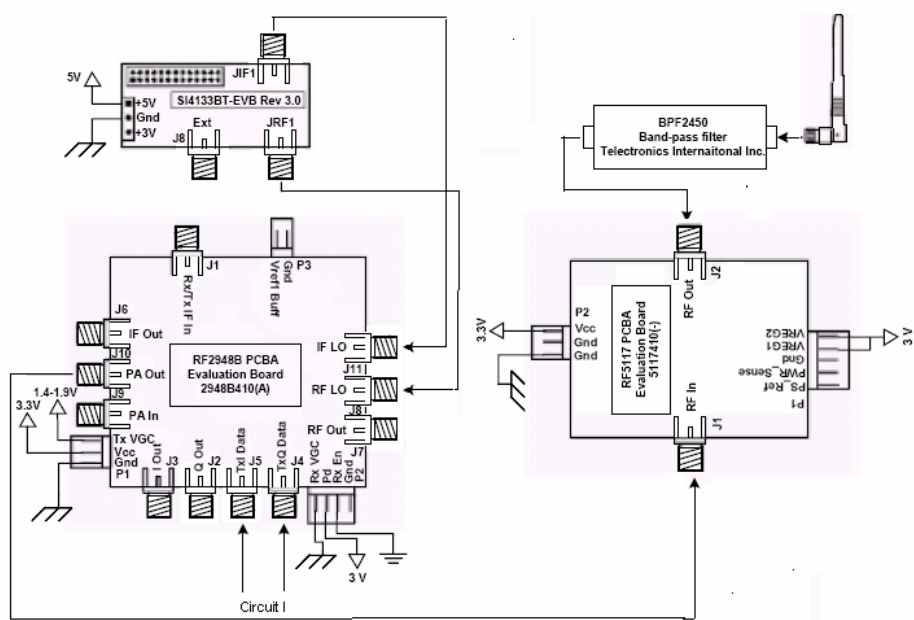 JIF1
5V
+5V
Gnd
+3V
SI4133BT-EVB Rev 3.0
Ext
J8
JRF1
BPF2450
Band-pass filter
Telectronics Internaitonal Inc.
J1
Rx/Tx IF In
P3
Gnd
Vref1 Buff
J6
IF Out
J10
PA Out
J9
PA In
1.4-1.9V
3.3V
Tx VGC
Vcc
Gnd
P1
RF2948B PCBA
Evaluation Board
2948B410(A)
IF LO
J11
RF LO
J8
RF Out
J7
I Out
J3
Q Out
J2
TxI Data
J5
TxQ Data
J4
Rx VGC
Pd
Rx En
Gnd
P2
3 V
Circuit I
J2
RF Out
P2
3.3V
Vcc
Gnd
Gnd
RF5117 PCBA
Evaluation Board
5117410(-)
VREG2
VREG1
Gnd
PWR_Sense
PS_Ref
P1
3 V
RF In
J1